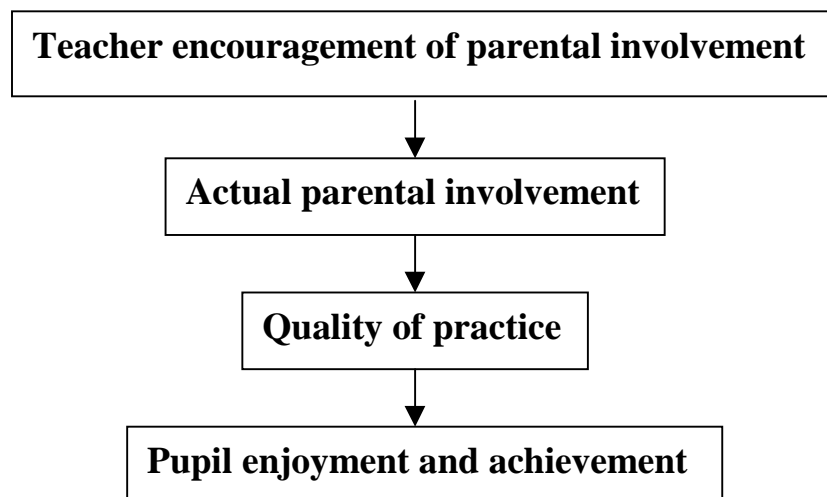 Teacher encouragement of parental involvement
Actual parental involvement
Quality of practice
Pupil enjoyment and achievement